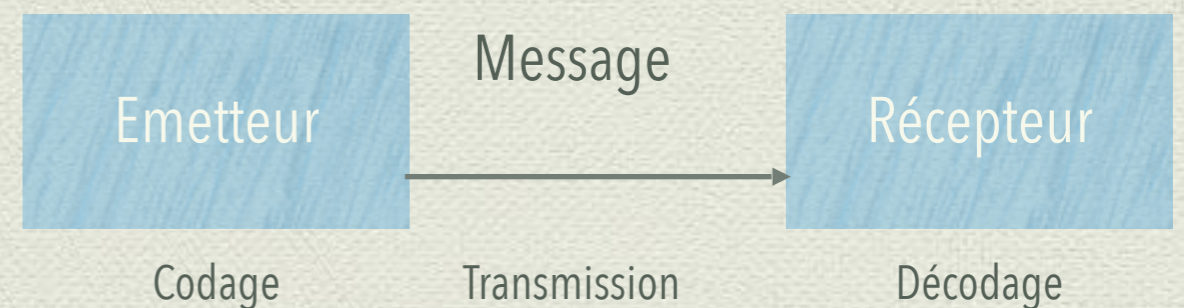 Message
Emetteur
Récepteur
Codage
Transmission
Décodage